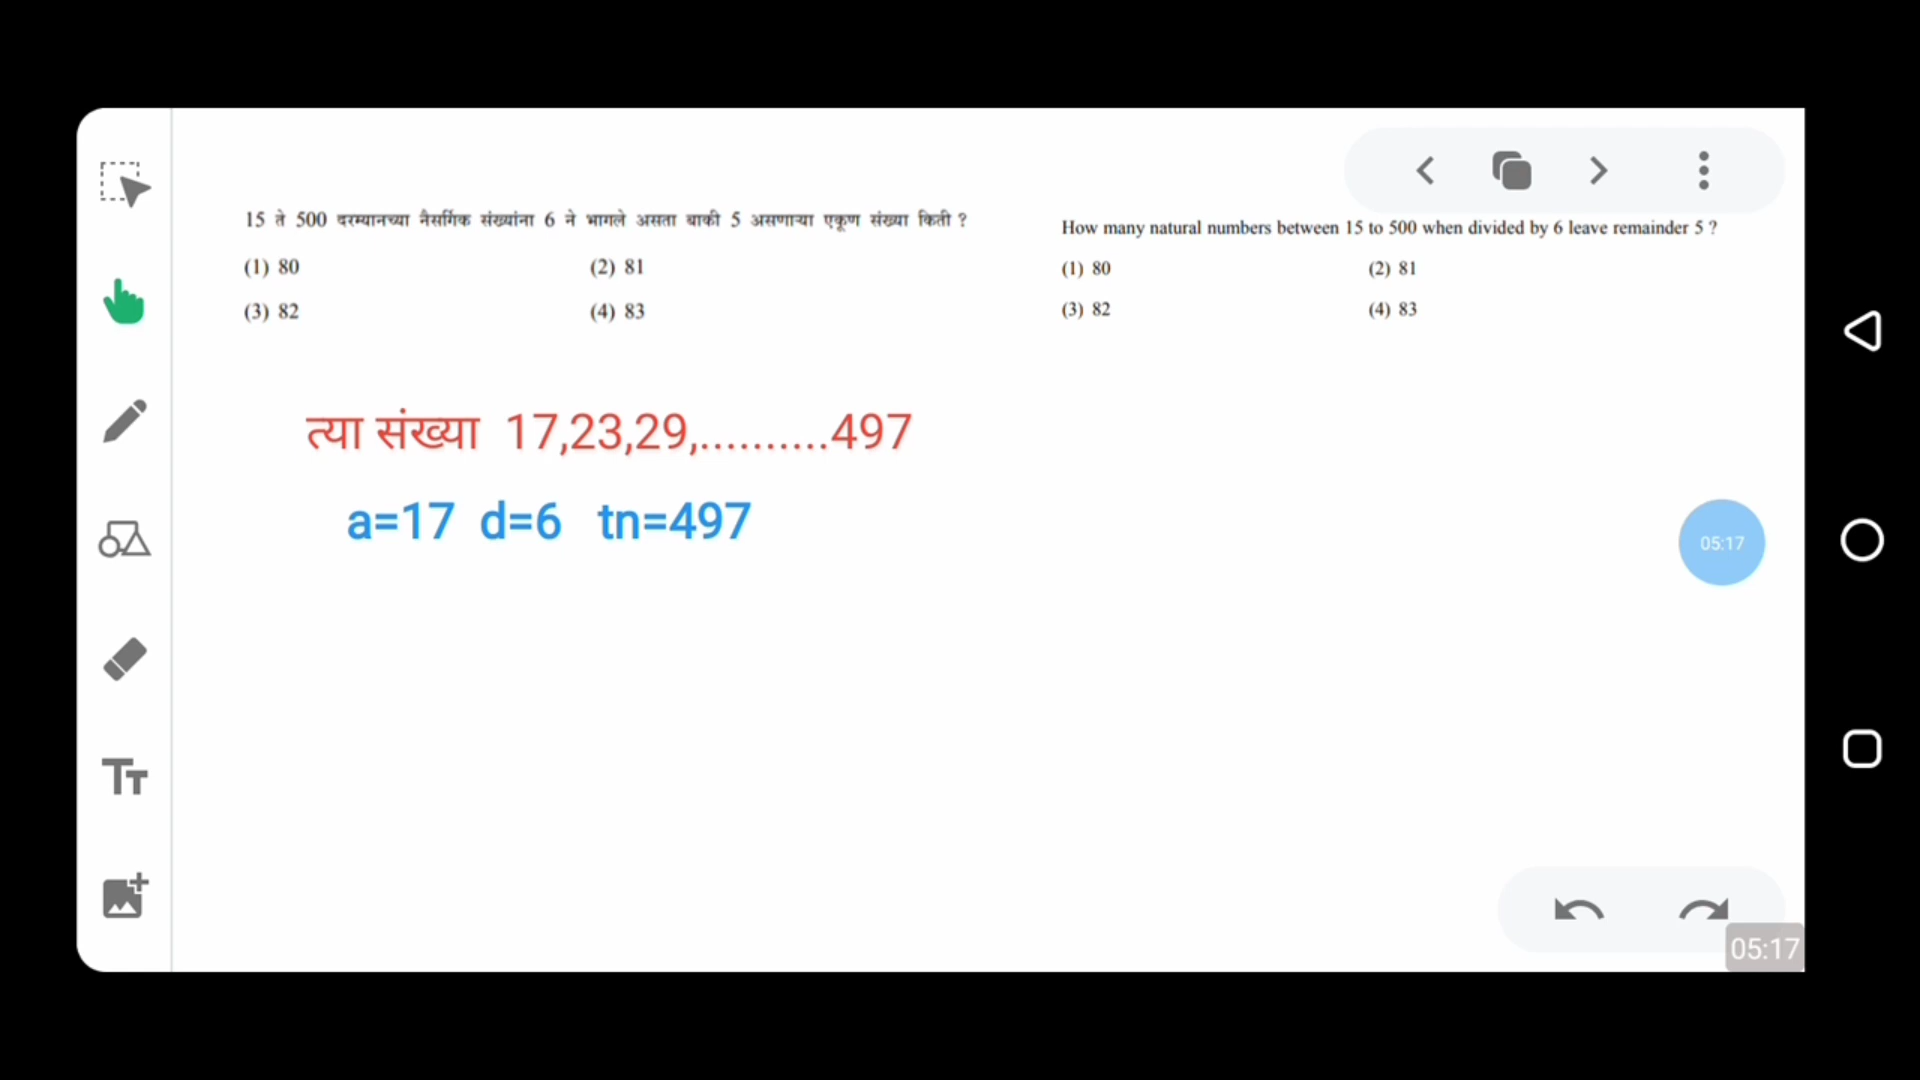 15 ते 500 दरम्यानच्या नैसर्गिक संख्यांना 6 ने भागले असता बाकी 5 असणाऱ्या एकूण संख्या किती ?
(1) 80 (2) 81
(3) 82 (4) 83
How many natural numbers between 15 to 500 when divided by 6 leave remainder 5 ?
(1) 80 (2) 81
(3) 82 (4) 83
त्या संख्या 17,23,29,..........497
a=17 d=6 tn=497
05:17
TT
05:17